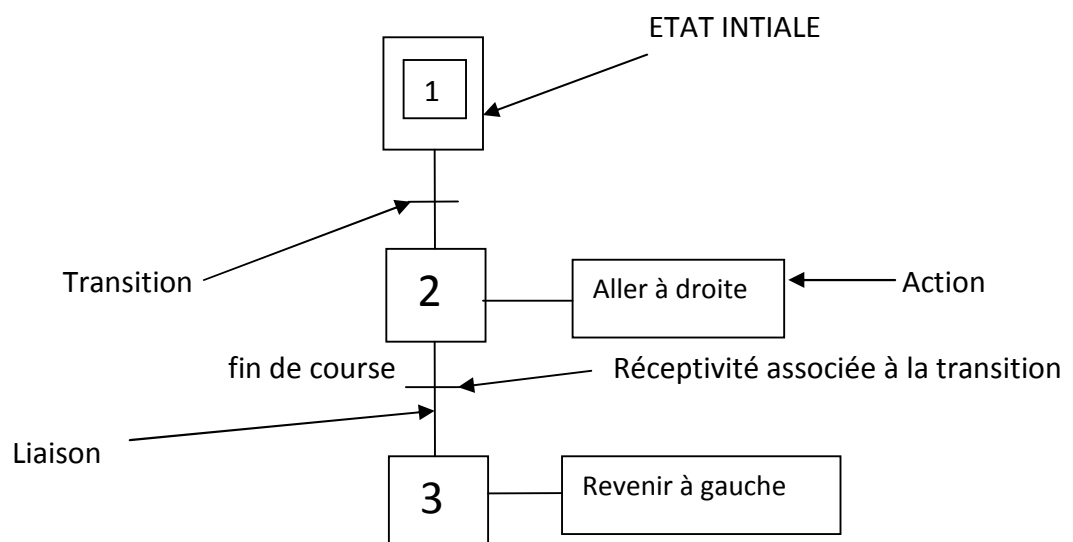 ETAT INTIALE
1
Transition
2
Aller à droite
Action
fin de course
Réceptivité associée à la transition
Liaison
3
Revenir à gauche